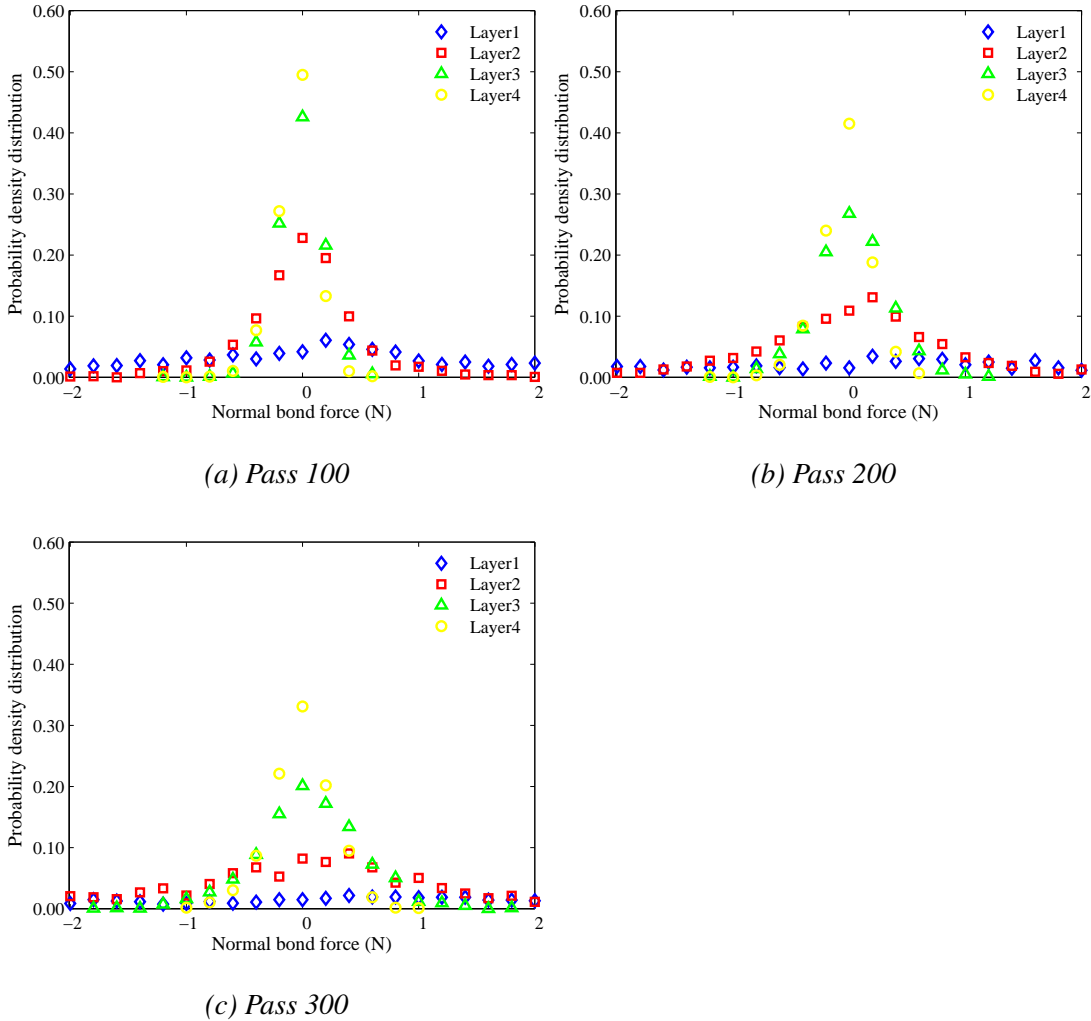 0.60
0.50
0.40
0.30
0.20
0.10
0.00
Probability density distribution
−2
−1
0
1
2
Normal bond force (N)
Layer1
Layer2
Layer3
Layer4
(a) Pass 100
0.60
0.50
0.40
0.30
0.20
0.10
0.00
Probability density distribution
−2
−1
0
1
2
Normal bond force (N)
Layer1
Layer2
Layer3
Layer4
(b) Pass 200
0.60
0.50
0.40
0.30
0.20
0.10
0.00
Probability density distribution
−2
−1
0
1
2
Normal bond force (N)
Layer1
Layer2
Layer3
Layer4
(c) Pass 300